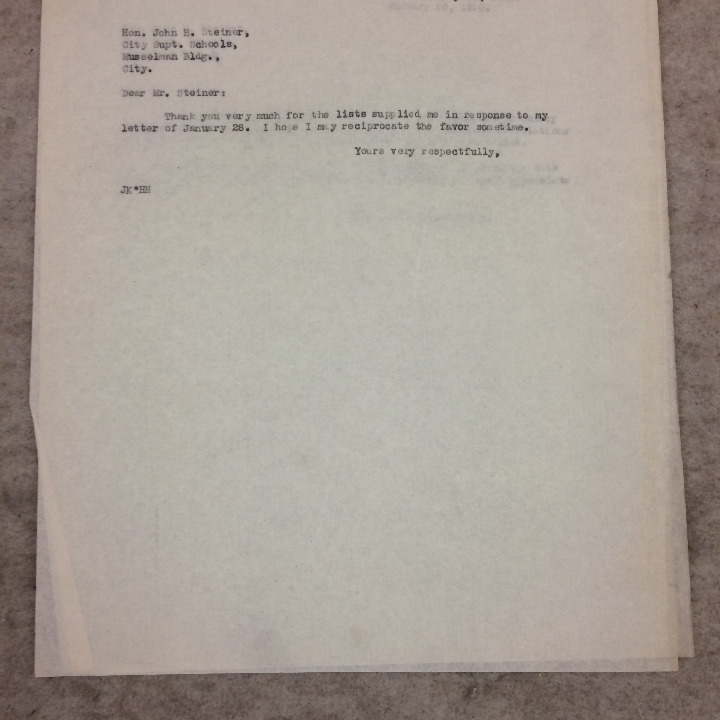 Hon. John H. Steiner,
City Supt. Schools,
Musselman Bldg.,
City.
Dear Mr. Steiner:
Thank you very much for the lists supplied me in response to my
letter of January 28. I hope I may reciprocate the favor sometime.
Yours very respectfully,
JK*HH